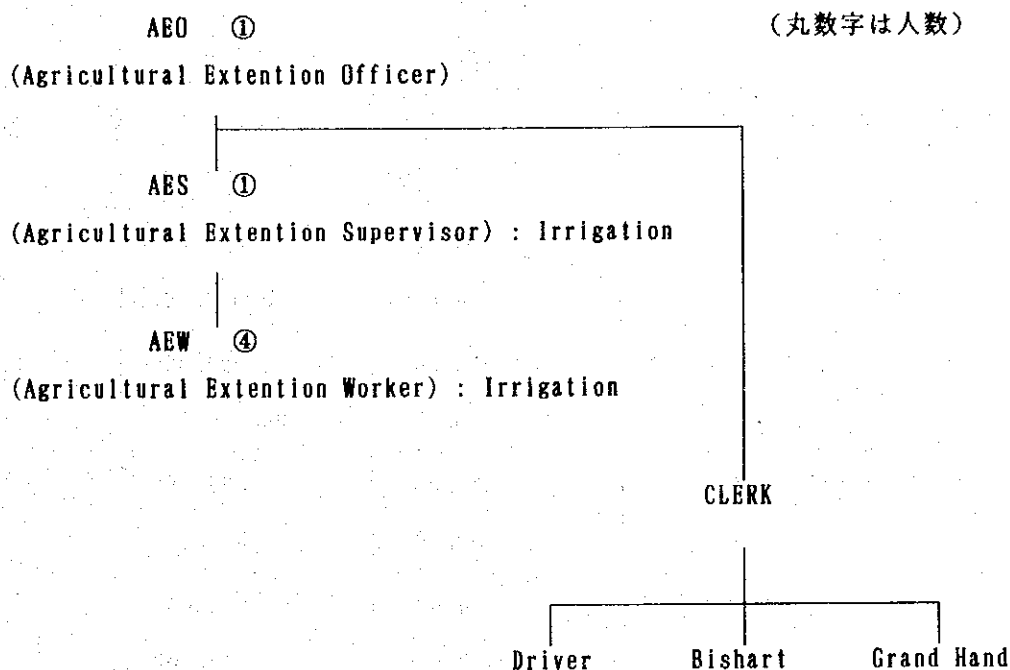 AEO ① (丸数字は人数)
(Agricultural Extention Officer)
AES ①
(Agricultural Extention Supervisor) : Irrigation
AEW ④
(Agricultural Extention Worker) : Irrigation
CLERK
Driver Bishart Grand Hand